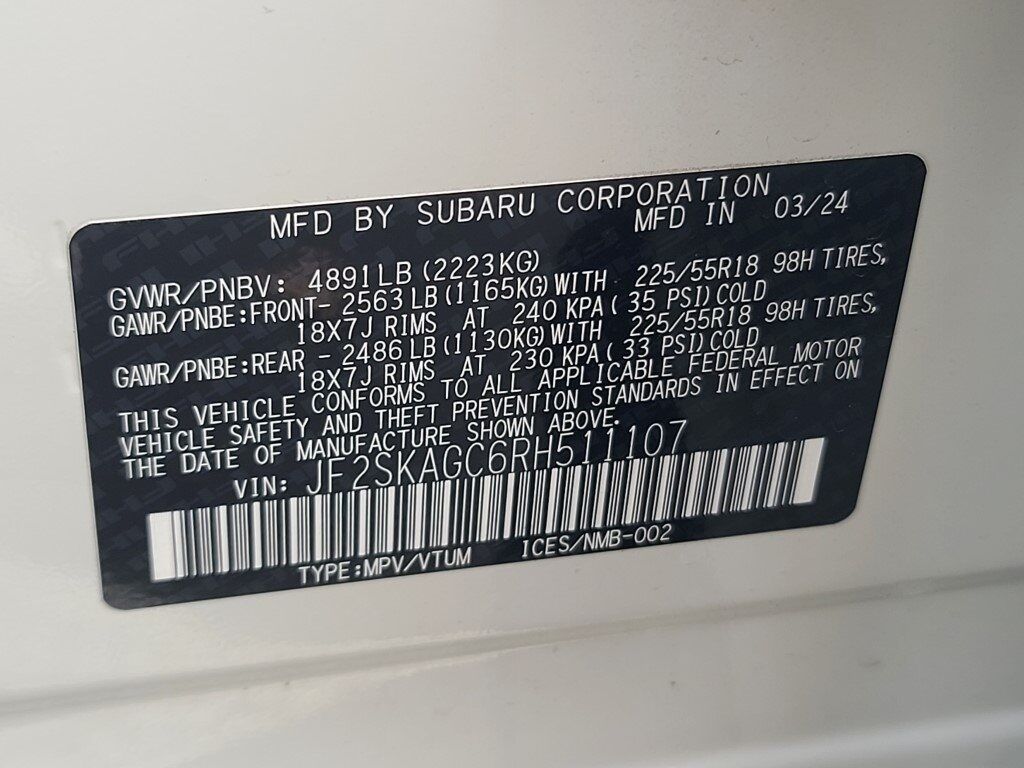 MFD BY SUBARU CORPORATION
MFD IN 03/24
GVWR/PNBV: 4891LB(2223KG)
GAWR/PNBE:FRONT- 2563LB(1165KG)WITH 225/55R18 98H TIRES,
18X7J RIMS AT 240 KPA(35 PSI)COLD
GAWR/PNBE:REAR - 2486LB(1130KG)WITH 225/55R18 98H TIRES,
18X7J RIMS AT 230 KPA(33 PSI)COLD
THIS VEHICLE CONFORMS TO ALL APPLICABLE FEDERAL MOTOR
VEHICLE SAFETY AND THEFT PREVENTION STANDARDS IN EFFECT ON
THE DATE OF MANUFACTURE SHOWN ABOVE.
VIN: JF2SKAGC6RH511107
TYPE:MPV/VTUM ICES/NMB-002